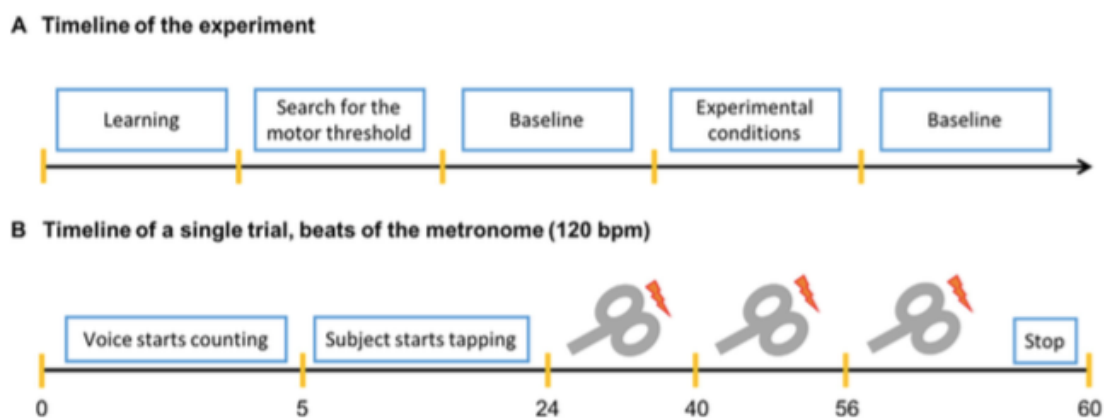 A Timeline of the experiment
Learning
Search for the
motor threshold
Baseline
Experimental
conditions
Baseline
B Timeline of a single trial, beats of the metronome (120 bpm)
Voice starts counting
Subject starts tapping
Stop
0 5 24 40 56 60